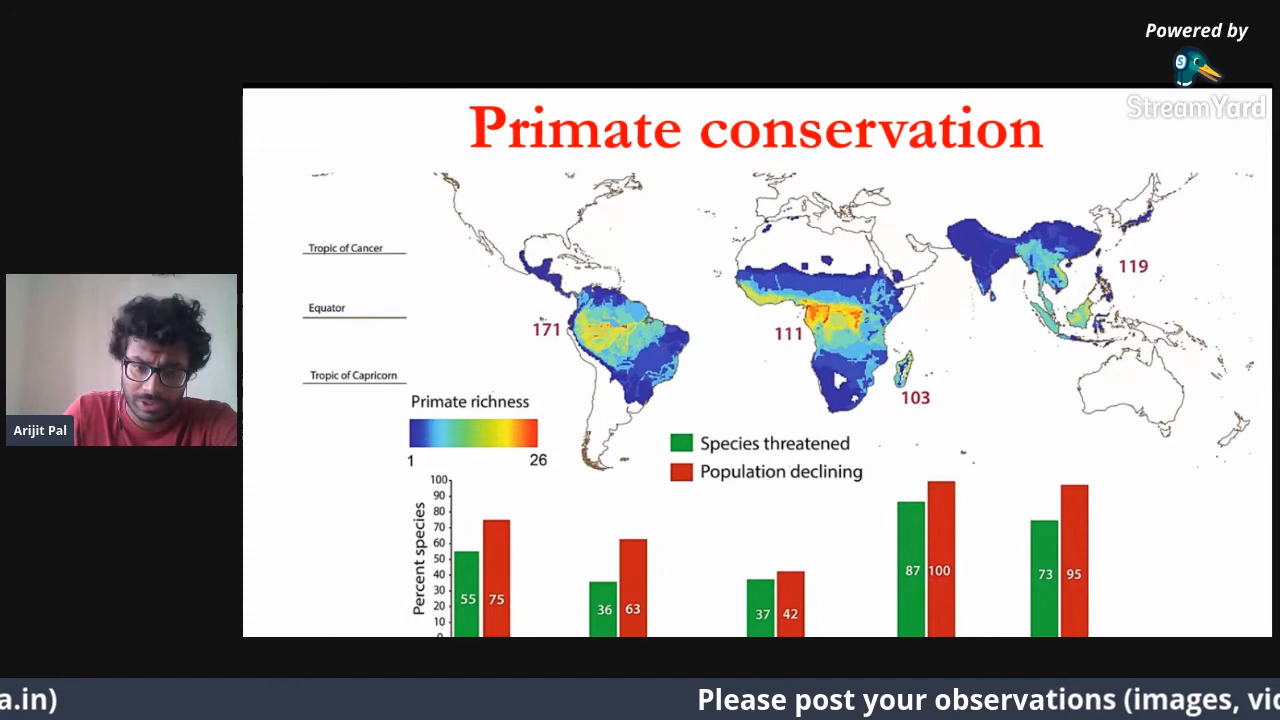 Powered by
StreamYard
Primate conservation
Tropic of Cancer
119
Equator
171
111
Tropic of Capricorn
103
Primate richness
1 26
Species threatened
Population declining
Percent species
100
90
80
70
60
50
40
30
20
10
0
55 75
36 63
37 42
87 100
73 95
Arijit Pal
a.in) Please post your observations (images,